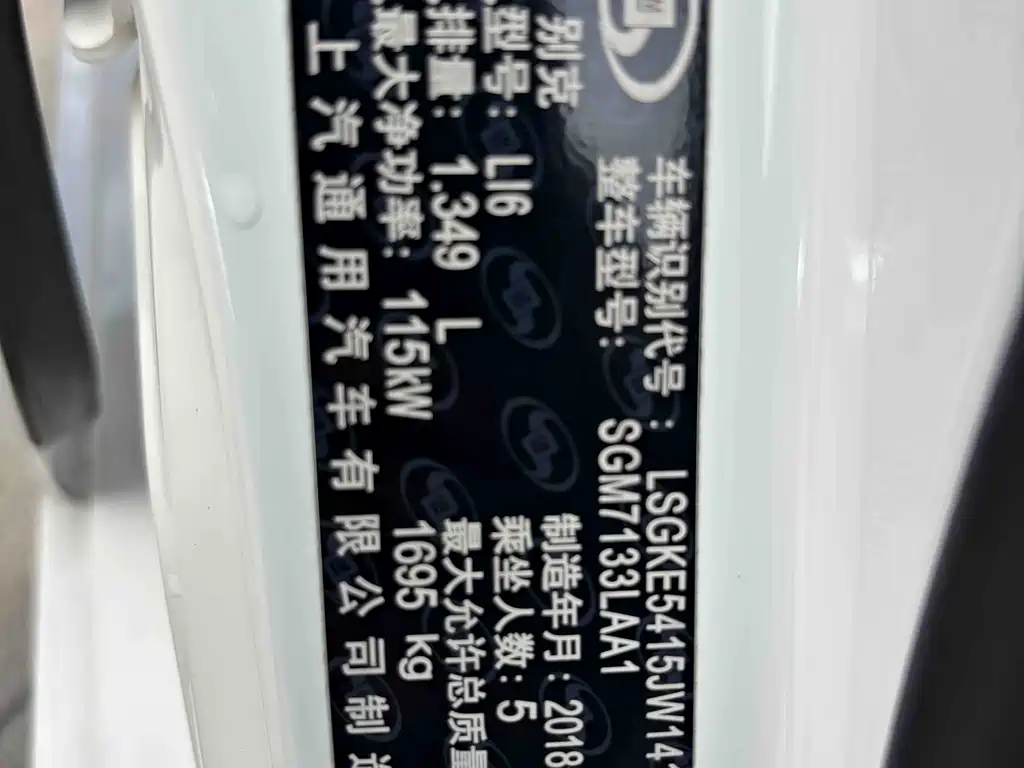 车辆识别代号: LSGKE5415JW141
整车型号: SGM7133LAA1
别克 制造年月: 2018
型号: LI6 乘坐人数: 5
排量: 1.349 L 最大允许总质量
最大净功率: 115kW 1695 kg
上汽通用汽车有限公司制造